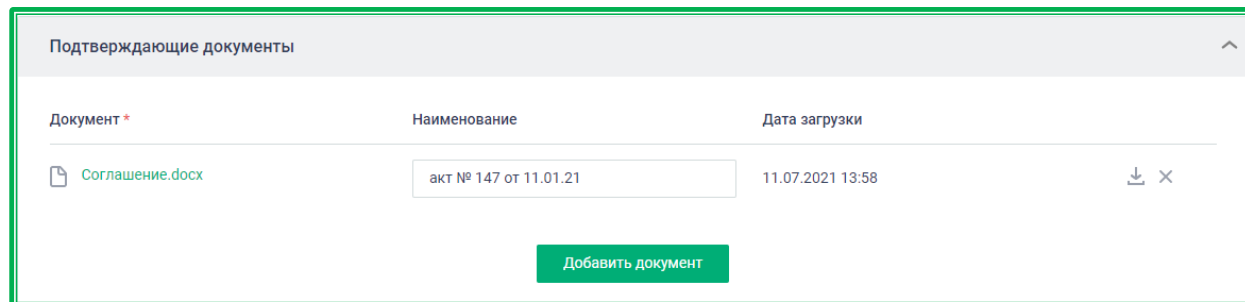 Подтверждающие документы
Документ * Наименование Дата загрузки
Соглашение.docx акт № 147 от 11.01.21 11.07.2021 13:58
Добавить документ